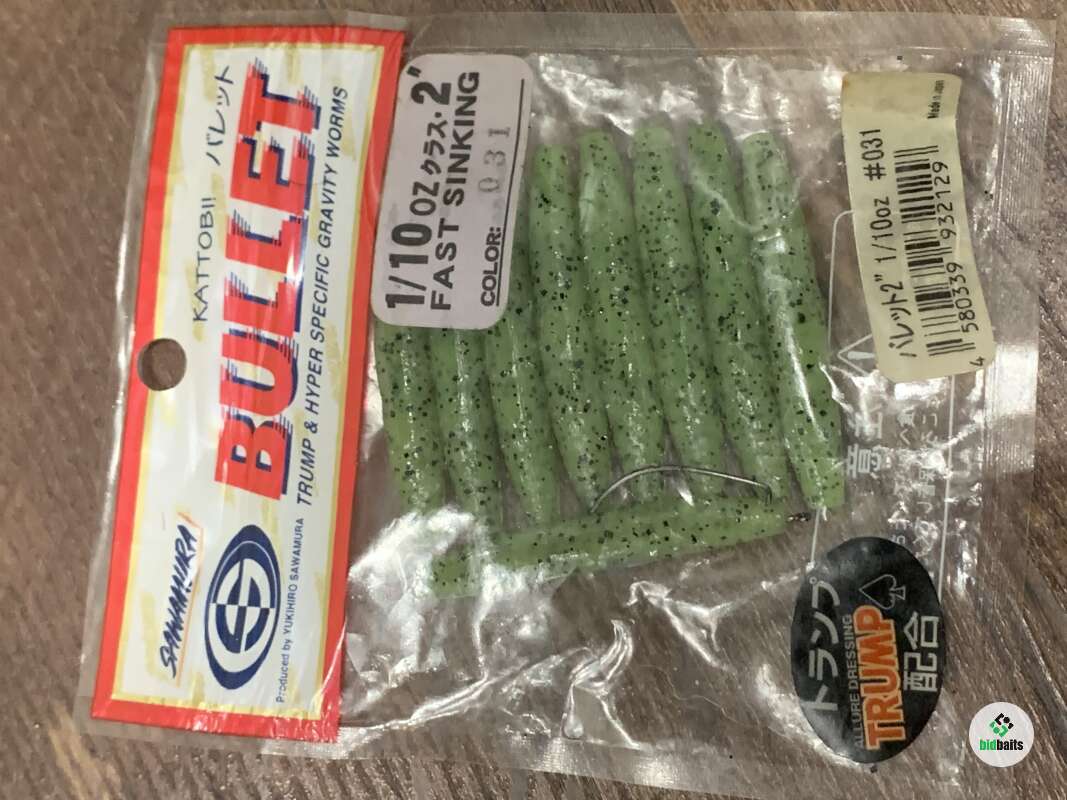 KATTOBI!! バレット
BULLET
TRUMP & HYPER SPECIFIC GRAVITY WORMS
SAWAMURA
Produced by YUKIHIRO SAWAMURA
1/10 OZクラス・2"
FAST SINKING
COLOR: 031
バレット2" 1/10oz #031
4 580339 932129
Made in Japan
トランプ
ALLURE DRESSING
TRUMP
配合
bidbaits